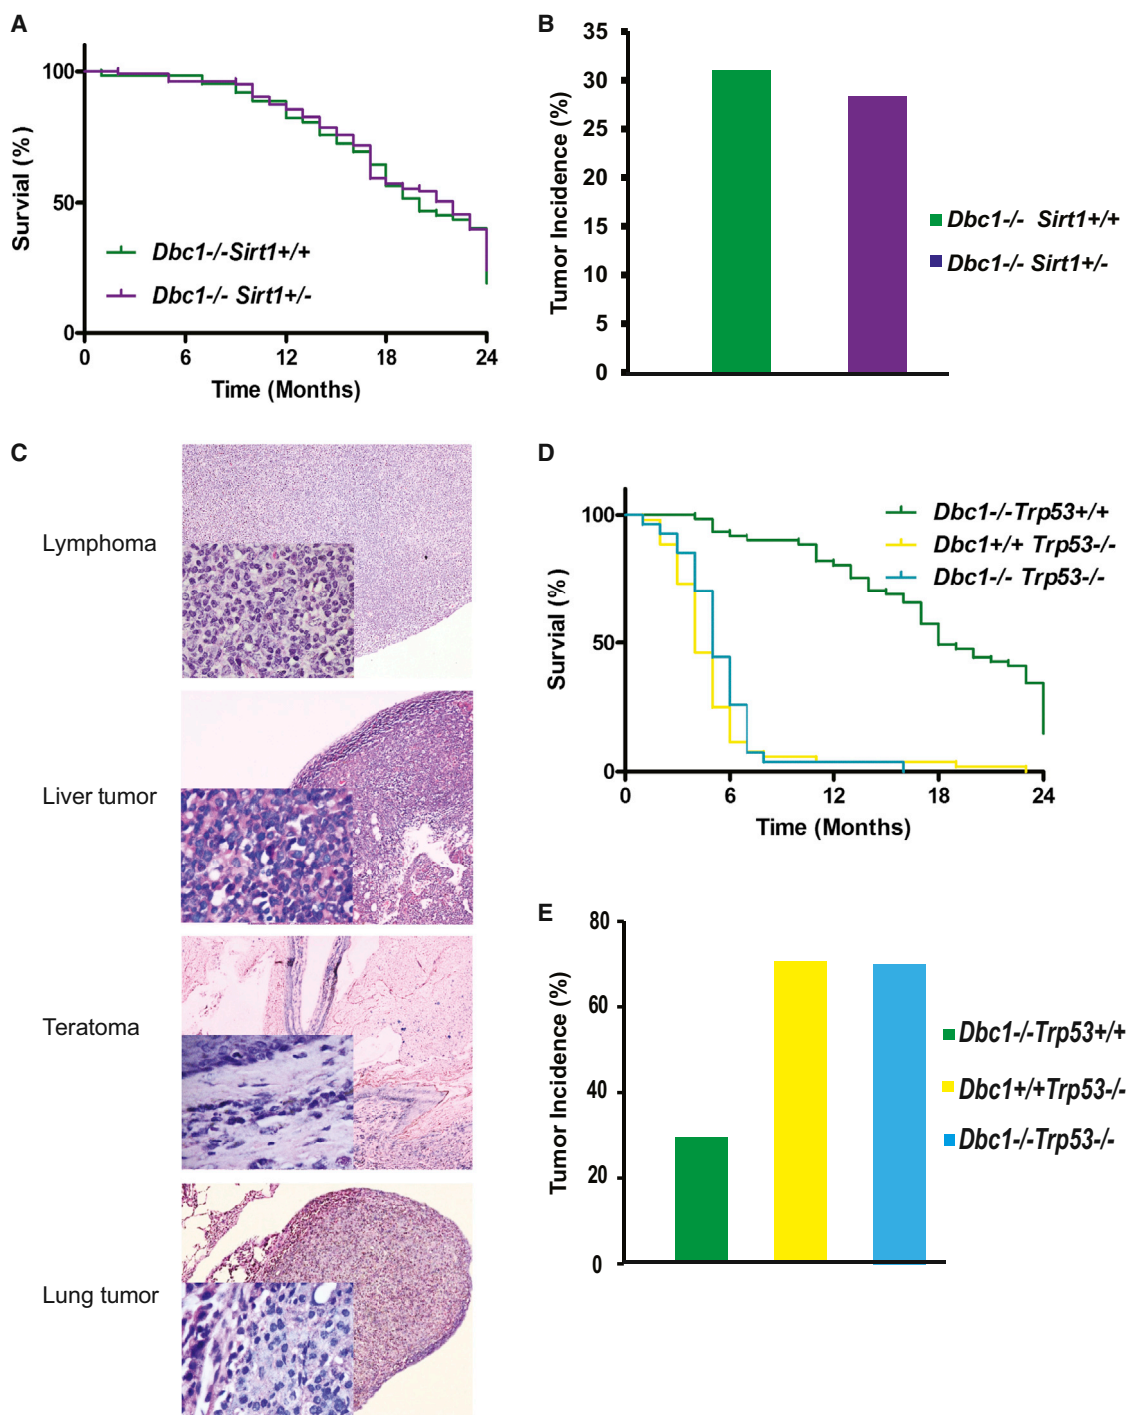 A
Survial (%)
100
50
0
0 6 12 18 24
Time (Months)
Dbc1-/-Sirt1+/+
Dbc1-/- Sirt1+/-
B
Tumor Incidence (%)
35
30
25
20
15
10
5
0
Dbc1-/- Sirt1+/+
Dbc1-/- Sirt1+/-
C
Lymphoma
Liver tumor
Teratoma
Lung tumor
D
Survial (%)
100
50
0
0 6 12 18 24
Time (Months)
Dbc1-/-Trp53+/+
Dbc1+/+ Trp53-/-
Dbc1-/- Trp53-/-
E
Tumor Incidence (%)
80
60
40
20
0
Dbc1-/-Trp53+/+
Dbc1+/+Trp53-/-
Dbc1-/-Trp53-/-